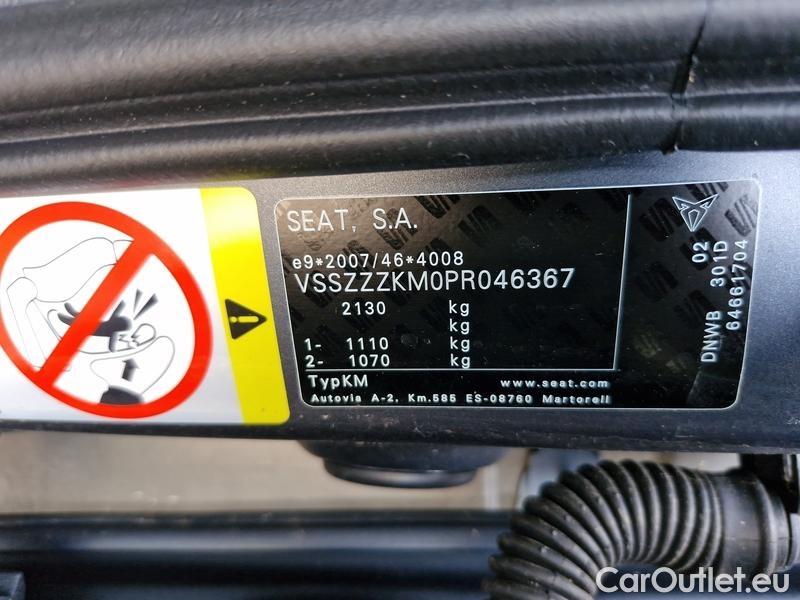 SEAT, S.A.
e9*2007/46*4008
VSSZZZKM0PR046367
2130 kg
kg
1- 1110 kg
2- 1070 kg
TypKM www.seat.com
Autovia A-2, Km.585 ES-08760 Martorell
02
DNWB 301D
64661704
CarOutlet.eu